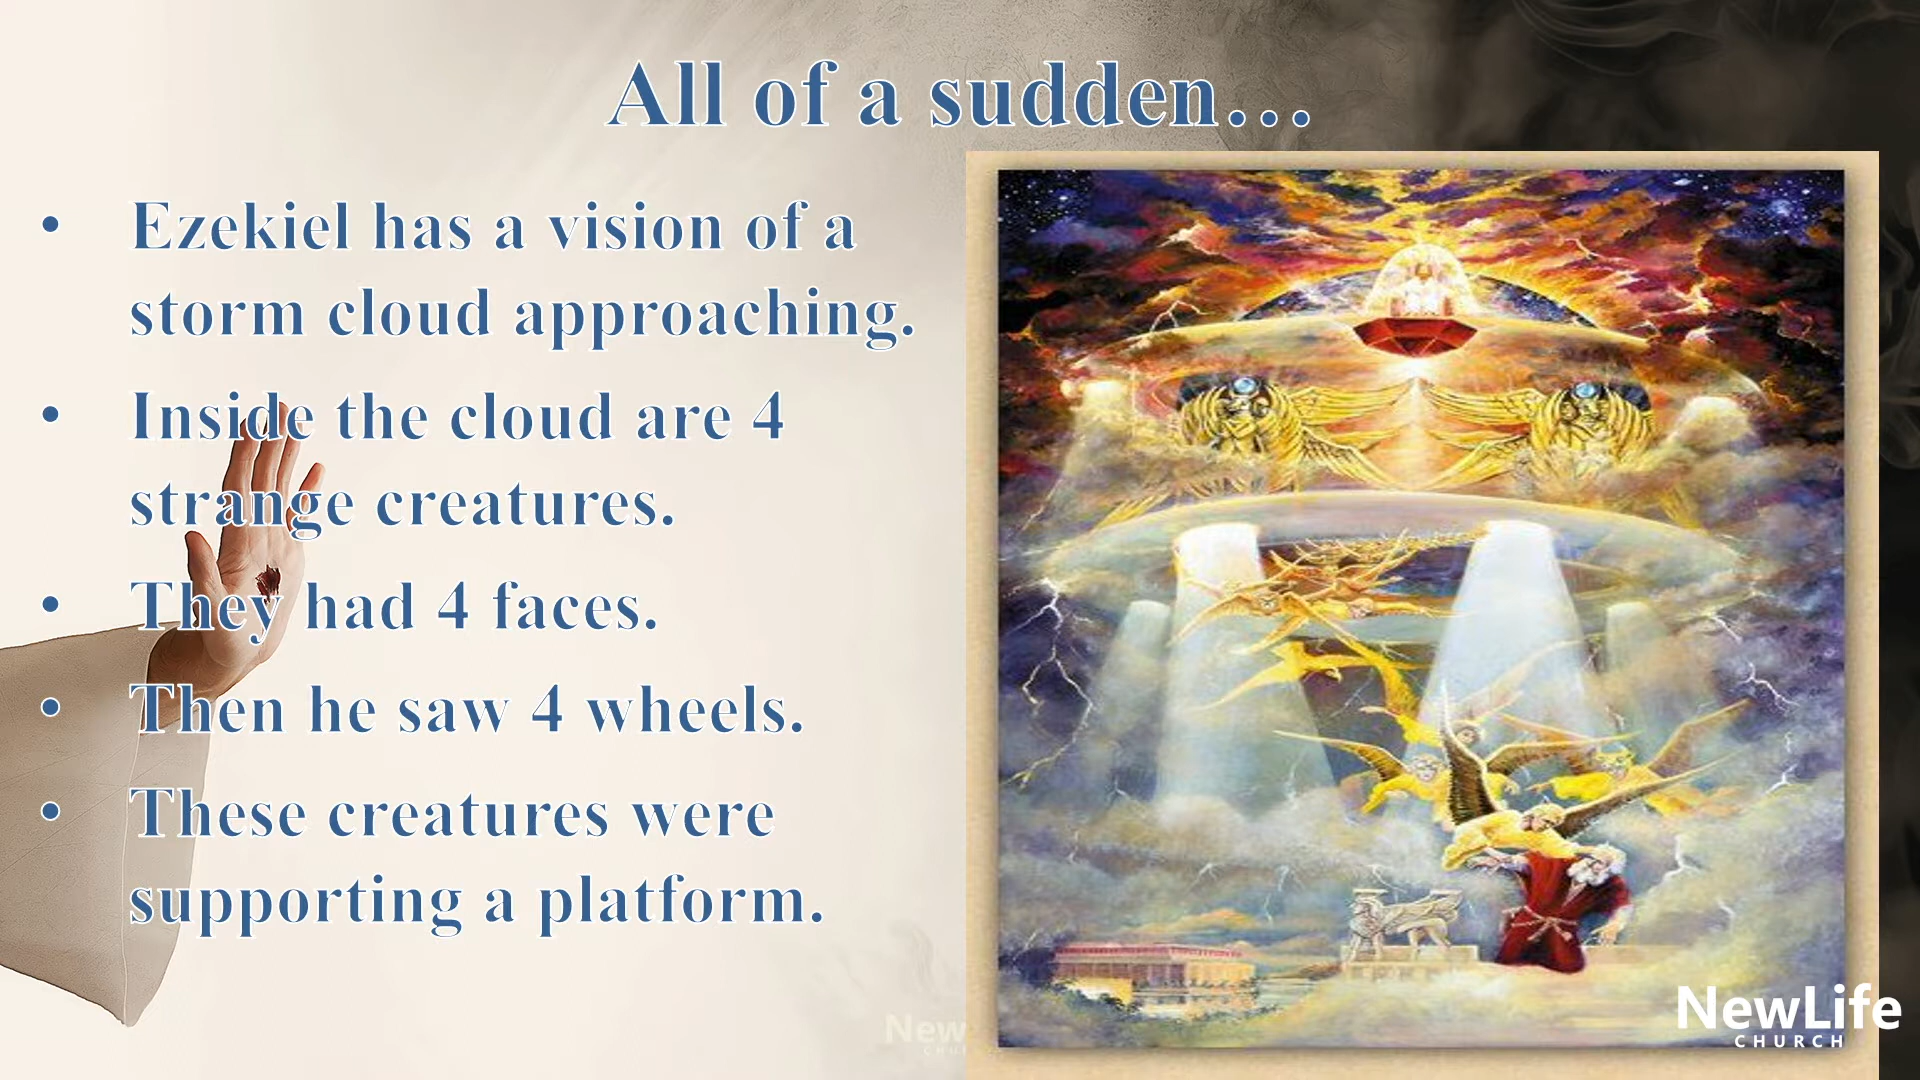 All of a sudden…
• Ezekiel has a vision of a
storm cloud approaching.
• Inside the cloud are 4
strange creatures.
• They had 4 faces.
• Then he saw 4 wheels.
• These creatures were
supporting a platform.
New
NewLife
CHURCH